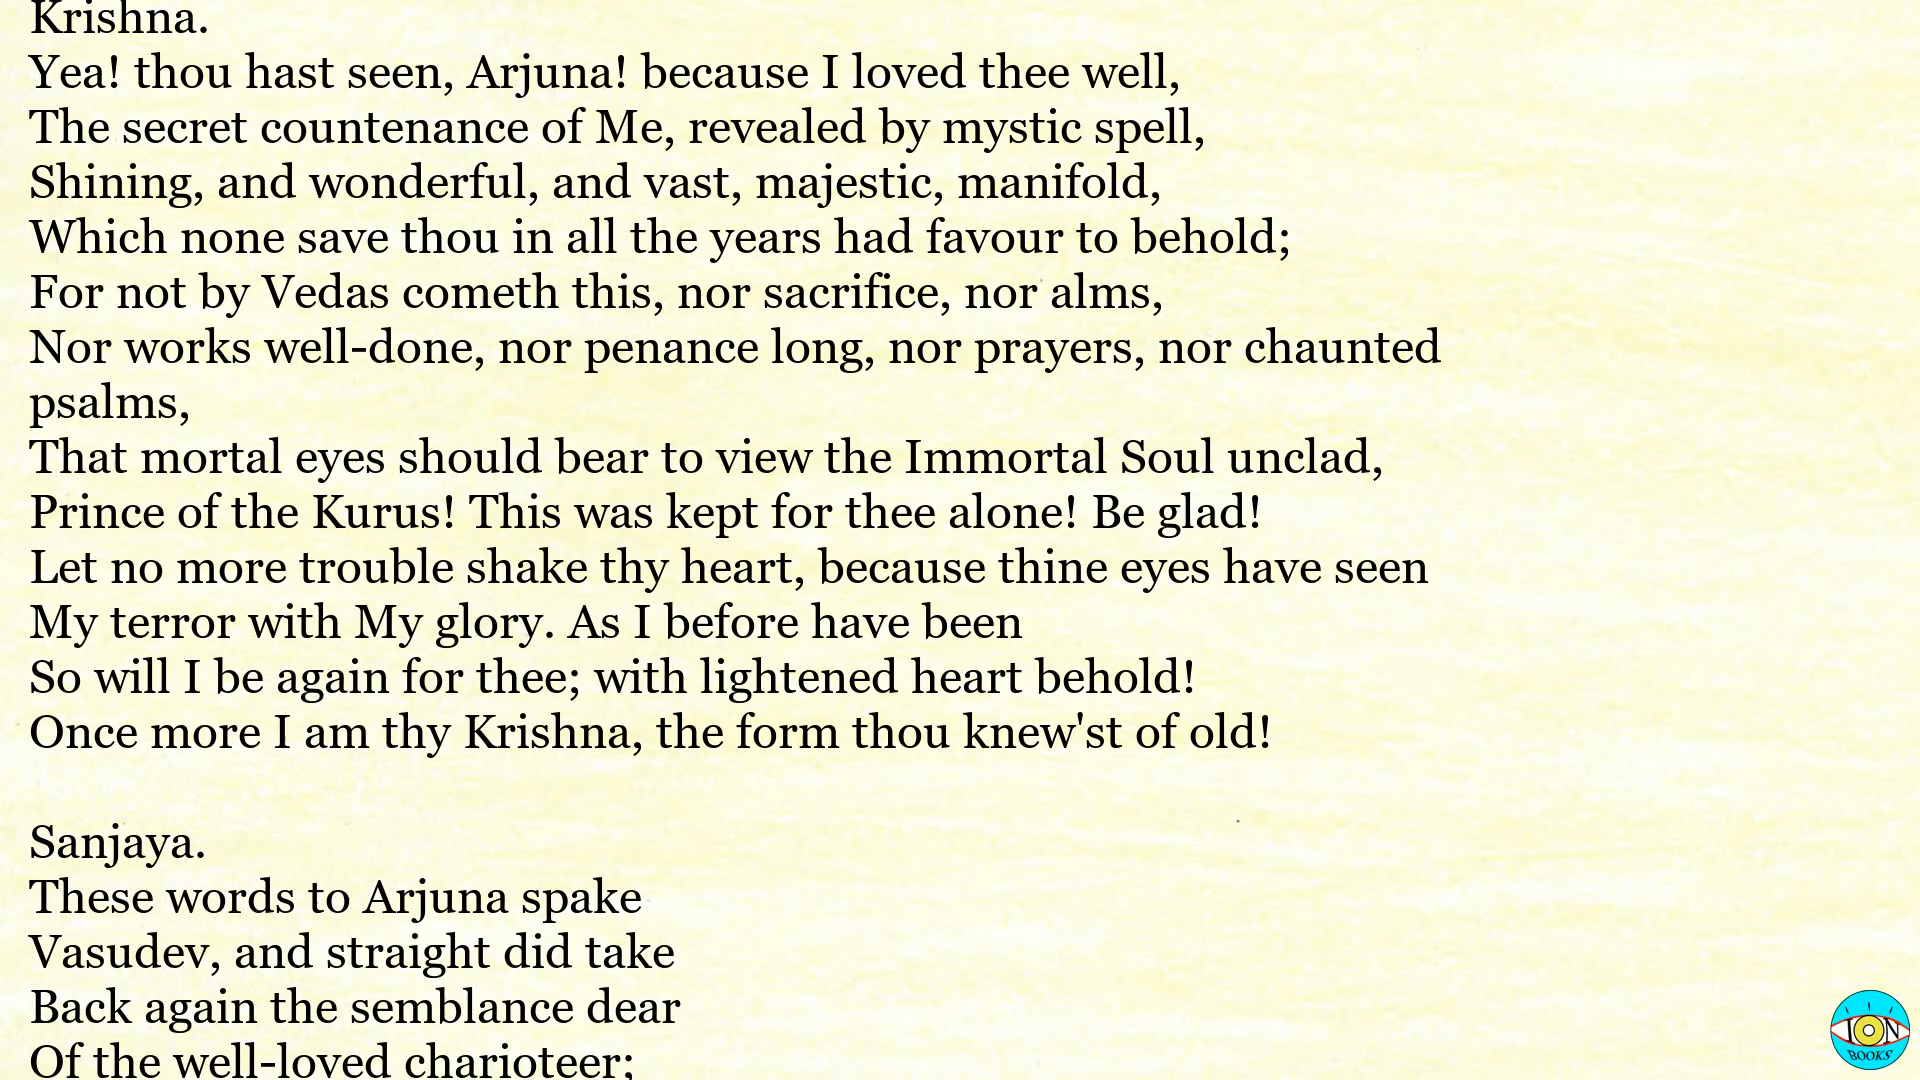 Krishna.
Yea! thou hast seen, Arjuna! because I loved thee well,
The secret countenance of Me, revealed by mystic spell,
Shining, and wonderful, and vast, majestic, manifold,
Which none save thou in all the years had favour to behold;
For not by Vedas cometh this, nor sacrifice, nor alms,
Nor works well-done, nor penance long, nor prayers, nor chaunted
psalms,
That mortal eyes should bear to view the Immortal Soul unclad,
Prince of the Kurus! This was kept for thee alone! Be glad!
Let no more trouble shake thy heart, because thine eyes have seen
My terror with My glory. As I before have been
So will I be again for thee; with lightened heart behold!
Once more I am thy Krishna, the form thou knew'st of old!
Sanjaya.
These words to Arjuna spake
Vasudev, and straight did take
Back again the semblance dear
Of the well-loved charioteer;
ION
BOOKS